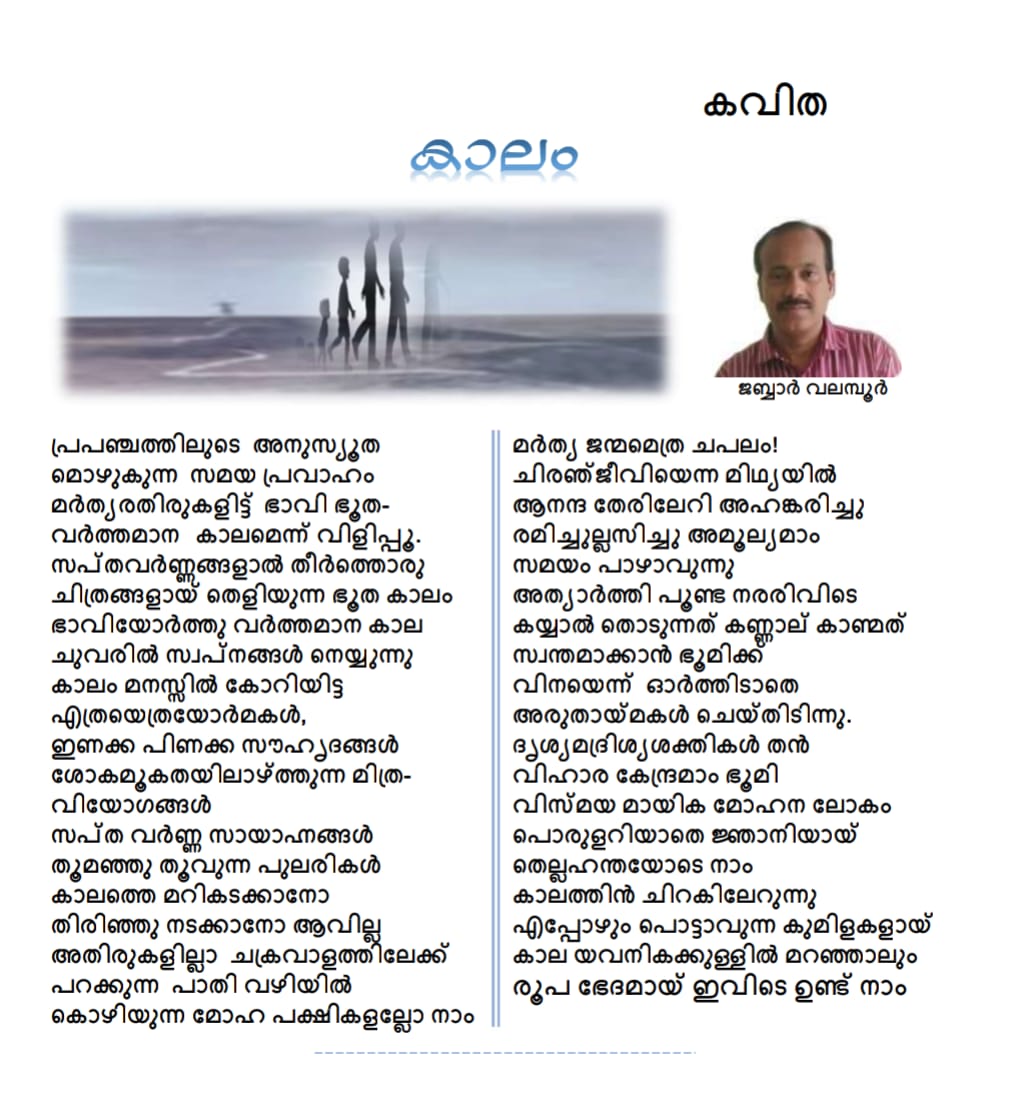 കവിത
കാലം
ജബ്ബാർ വലമ്പൂർ
പ്രപഞ്ചത്തിലുടെ അനുസ്യൂത
മൊഴുകുന്ന സമയ പ്രവാഹം
മർത്യരതിരുകളിട്ട് ഭാവി ഭൂത-
വർത്തമാന കാലമെന്ന് വിളിപ്പൂ.
സപ്തവർണ്ണങ്ങളാൽ തീർത്തൊരു
ചിത്രങ്ങളായ് തെളിയുന്ന ഭൂത കാലം
ഭാവിയോർത്തു വർത്തമാന കാല
ചുവരിൽ സ്വപ്നങ്ങൾ നെയ്യുന്നു
കാലം മനസ്സിൽ കോറിയിട്ട
എത്രയെത്രയോർമകൾ,
ഇണക്ക പിണക്ക സൗഹൃദങ്ങൾ
ശോകമൂകതയിലാഴ്ത്തുന്ന മിത്ര-
വിയോഗങ്ങൾ
സപ്ത വർണ്ണ സായാഹ്നങ്ങൾ
തൂമഞ്ഞു തൂവുന്ന പുലരികൾ
കാലത്തെ മറികടക്കാനോ
തിരിഞ്ഞു നടക്കാനോ ആവില്ല
അതിരുകളില്ലാ ചക്രവാളത്തിലേക്ക്
പറക്കുന്ന പാതി വഴിയിൽ
കൊഴിയുന്ന മോഹ പക്ഷികളല്ലോ നാം
മർത്യ ജന്മമെത്ര ചപലം!
ചിരഞ്ജീവിയെന്ന മിഥ്യയിൽ
ആനന്ദ തേരിലേറി അഹങ്കരിച്ചു
രമിച്ചുല്ലസിച്ചു അമൂല്യമാം
സമയം പാഴാവുന്നു
അത്യാർത്തി പൂണ്ട നരരിവിടെ
കയ്യാൽ തൊടുന്നത് കണ്ണാല് കാണ്മത്
സ്വന്തമാക്കാൻ ഭൂമിക്ക്
വിനയെന്ന് ഓർത്തിടാതെ
അരുതായ്മകൾ ചെയ്തിടിന്നു.
ദൃശ്യമദ്രിശ്യശക്തികൾ തൻ
വിഹാര കേന്ദ്രമാം ഭൂമി
വിസ്മയ മായിക മോഹന ലോകം
പൊരുളറിയാതെ ജ്ഞാനിയായ്
തെല്ലഹന്തയോടെ നാം
കാലത്തിൻ ചിറകിലേറുന്നു
എപ്പോഴും പൊട്ടാവുന്ന കുമിളകളായ്
കാല യവനികക്കുള്ളിൽ മറഞ്ഞാലും
രൂപ ഭേദമായ് ഇവിടെ ഉണ്ട് നാം